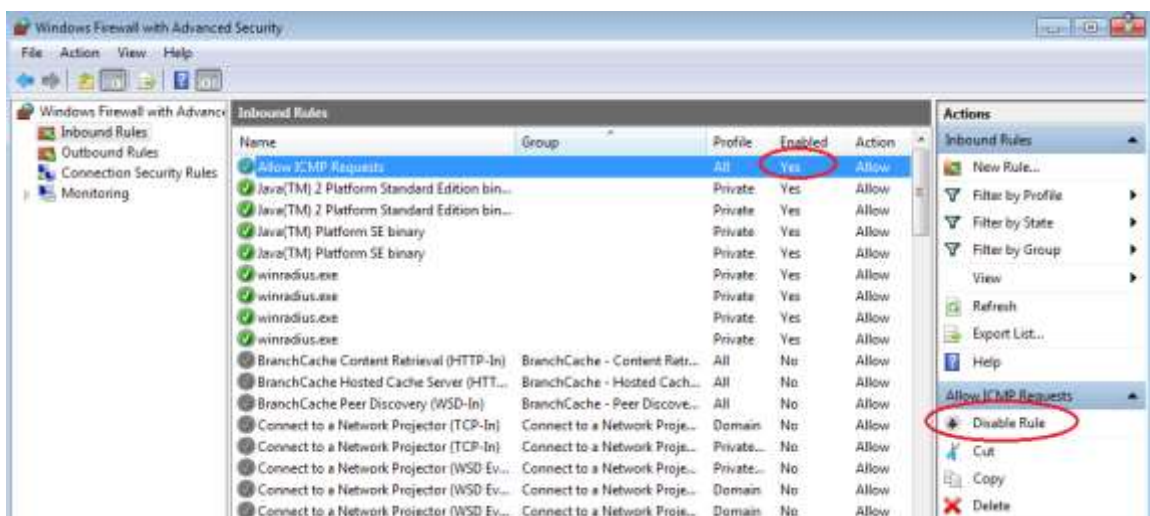 Windows Firewall with Advanced Security
File Action View Help
Windows Firewall with Advance
Inbound Rules
Outbound Rules
Connection Security Rules
Monitoring
Inbound Rules
Name Group Profile Enabled Action
Allow ICMP Requests All Yes Allow
Java(TM) 2 Platform Standard Edition bin... Private Yes Allow
Java(TM) 2 Platform Standard Edition bin... Private Yes Allow
Java(TM) Platform SE binary Private Yes Allow
Java(TM) Platform SE binary Private Yes Allow
winradius.exe Private Yes Allow
winradius.exe Private Yes Allow
winradius.exe Private Yes Allow
winradius.exe Private Yes Allow
BranchCache Content Retrieval (HTTP-In) BranchCache - Content Retr... All No Allow
BranchCache Hosted Cache Server (HTT... BranchCache - Hosted Cach... All No Allow
BranchCache Peer Discovery (WSD-In) BranchCache - Peer Discove... All No Allow
Connect to a Network Projector (TCP-In) Connect to a Network Proje... Domain No Allow
Connect to a Network Projector (TCP-In) Connect to a Network Proje... Private... No Allow
Connect to a Network Projector (WSD Ev... Connect to a Network Proje... Private... No Allow
Connect to a Network Projector (WSD Ev... Connect to a Network Proje... Domain No Allow
Connect to a Network Projector (WSD Ev... Connect to a Network Proje... Domain No Allow
Actions
Inbound Rules
New Rule...
Filter by Profile
Filter by State
Filter by Group
View
Refresh
Export List...
Help
Allow ICMP Requests
Disable Rule
Cut
Copy
Delete